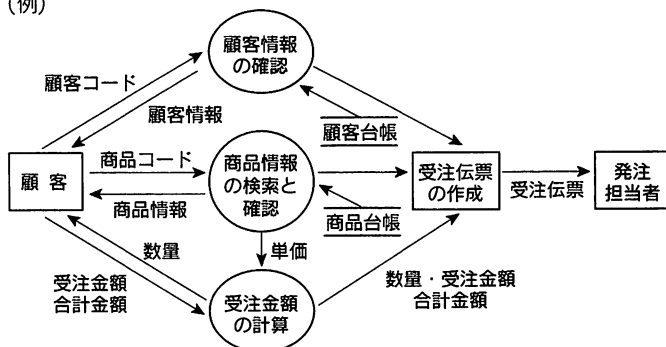 (例)
顧客情報
の確認
顧客コード
顧客情報
顧客台帳
顧 客
商品コード
商品情報
商品情報
の検索と
確認
商品台帳
受注伝票
の作成
受注伝票
発注
担当者
数量
単価
受注金額
合計金額
受注金額
の計算
数量・受注金額
合計金額